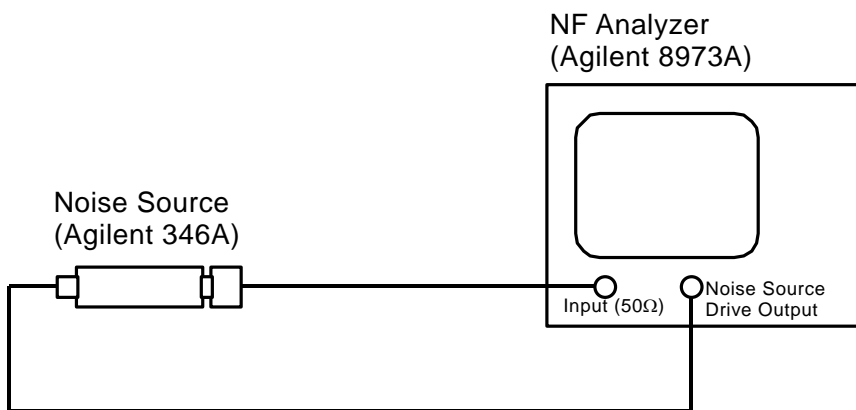 NF Analyzer
(Agilent 8973A)
Noise Source
(Agilent 346A)
Input (50Ω)
Noise Source
Drive Output